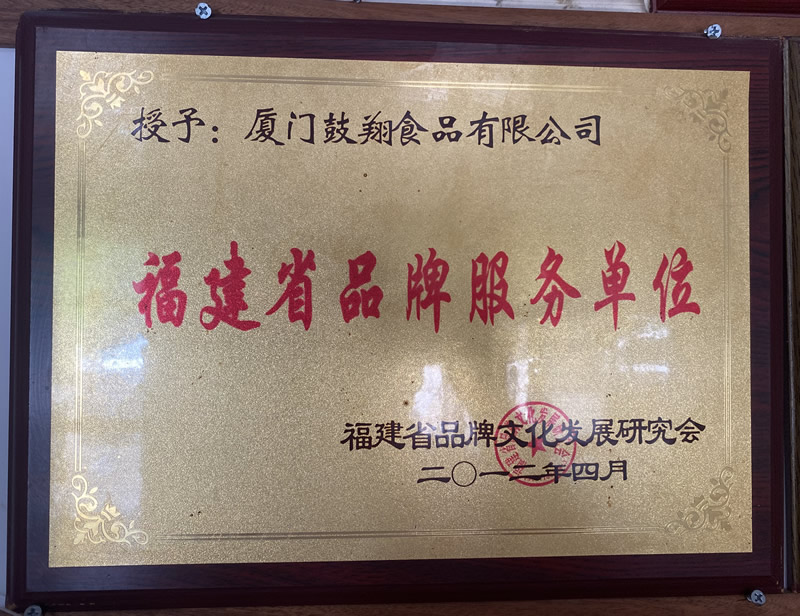 授予：厦门鼓翔食品有限公司
福建省品牌服务单位
福建省品牌文化发展研究会
二〇一二年四月